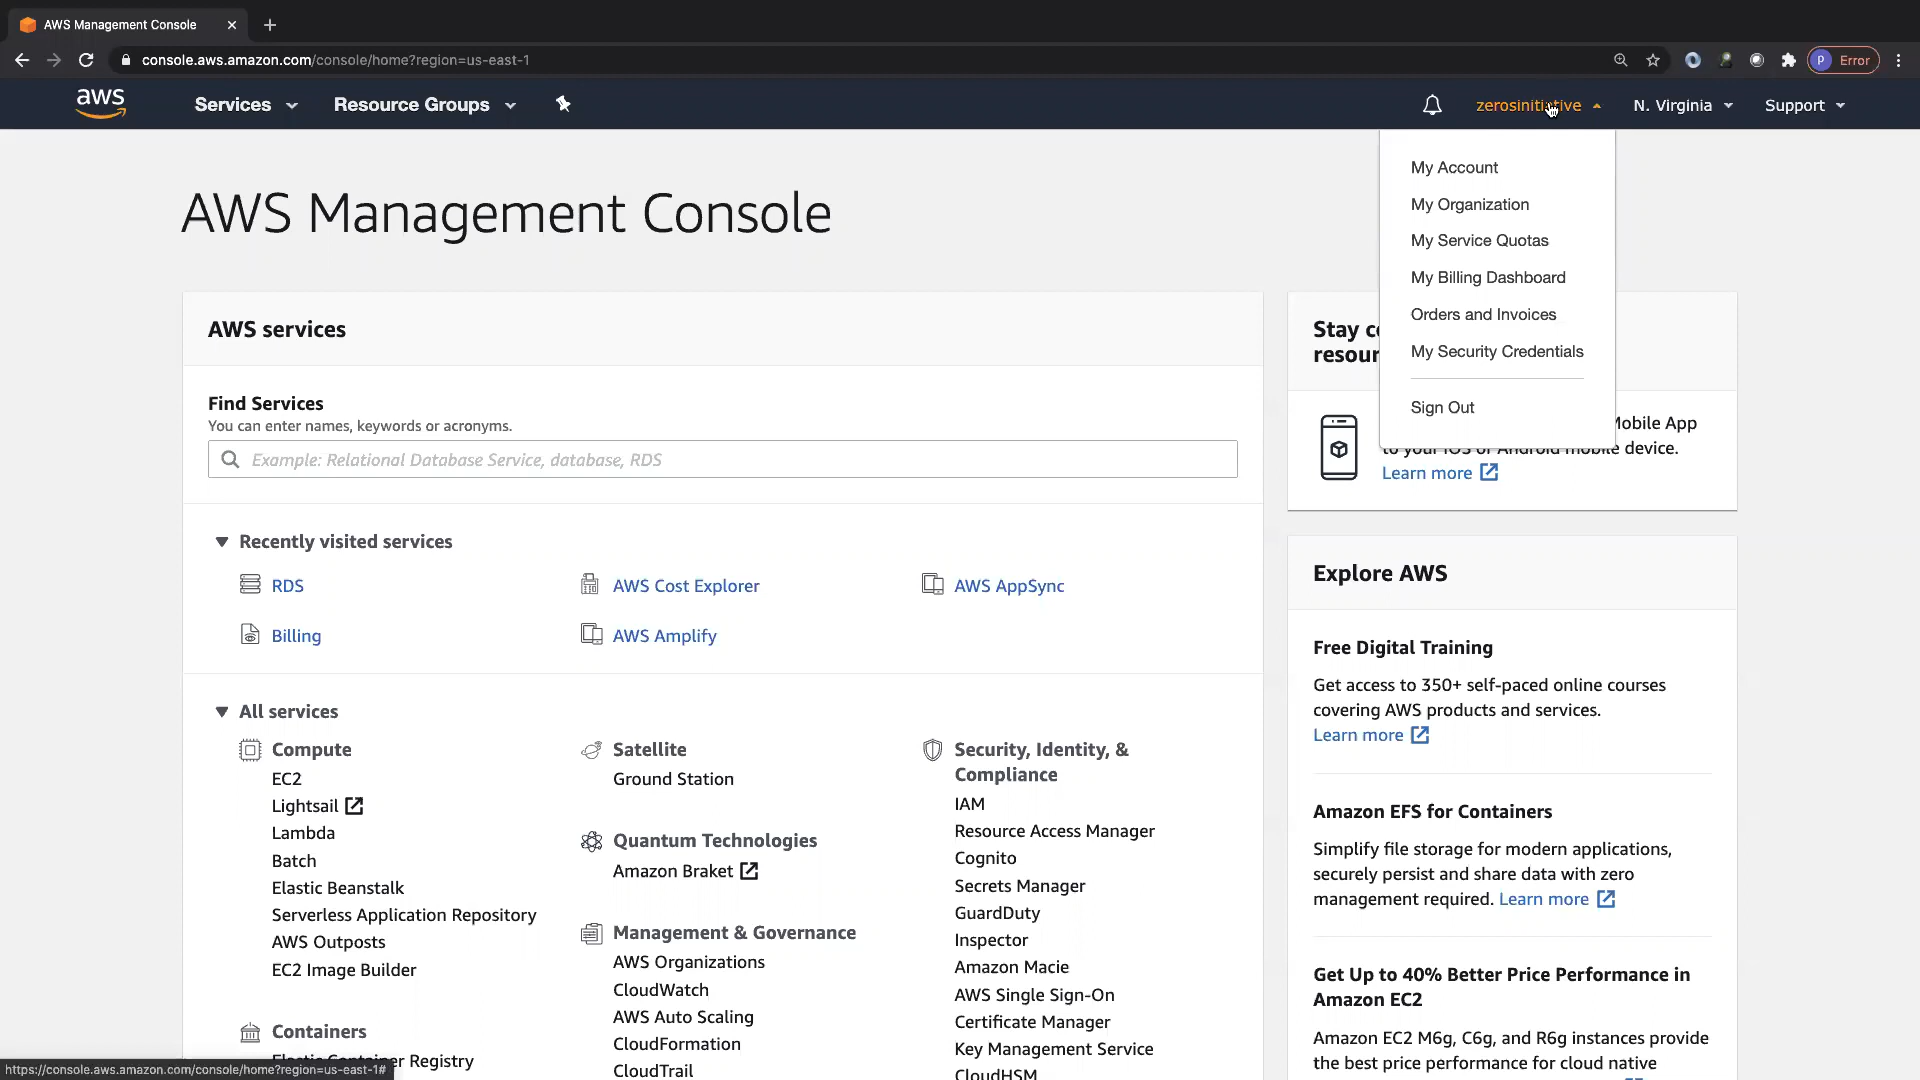 AWS Management Console
console.aws.amazon.com/console/home?region=us-east-1
P Error
aws
Services
Resource Groups
zerosinitiative
N. Virginia
Support
My Account
My Organization
My Service Quotas
My Billing Dashboard
Orders and Invoices
My Security Credentials
Sign Out
AWS Management Console
AWS services
Find Services
You can enter names, keywords or acronyms.
Example: Relational Database Service, database, RDS
Recently visited services
RDS
AWS Cost Explorer
AWS AppSync
Billing
AWS Amplify
All services
Compute
EC2
Lightsail
Lambda
Batch
Elastic Beanstalk
Serverless Application Repository
AWS Outposts
EC2 Image Builder
Containers
Elastic Container Registry
Satellite
Ground Station
Quantum Technologies
Amazon Braket
Management & Governance
AWS Organizations
CloudWatch
AWS Auto Scaling
CloudFormation
CloudTrail
Security, Identity, &
Compliance
IAM
Resource Access Manager
Cognito
Secrets Manager
GuardDuty
Inspector
Amazon Macie
AWS Single Sign-On
Certificate Manager
Key Management Service
CloudHSM
Stay
Mobile App
to your iOS or Android mobile device.
Learn more
Explore AWS
Free Digital Training
Get access to 350+ self-paced online courses
covering AWS products and services.
Learn more
Amazon EFS for Containers
Simplify file storage for modern applications,
securely persist and share data with zero
management required. Learn more
Get Up to 40% Better Price Performance in
Amazon EC2
Amazon EC2 M6g, C6g, and R6g instances provide
the best price performance for cloud native
https://console.aws.amazon.com/console/home?region=us-east-1#